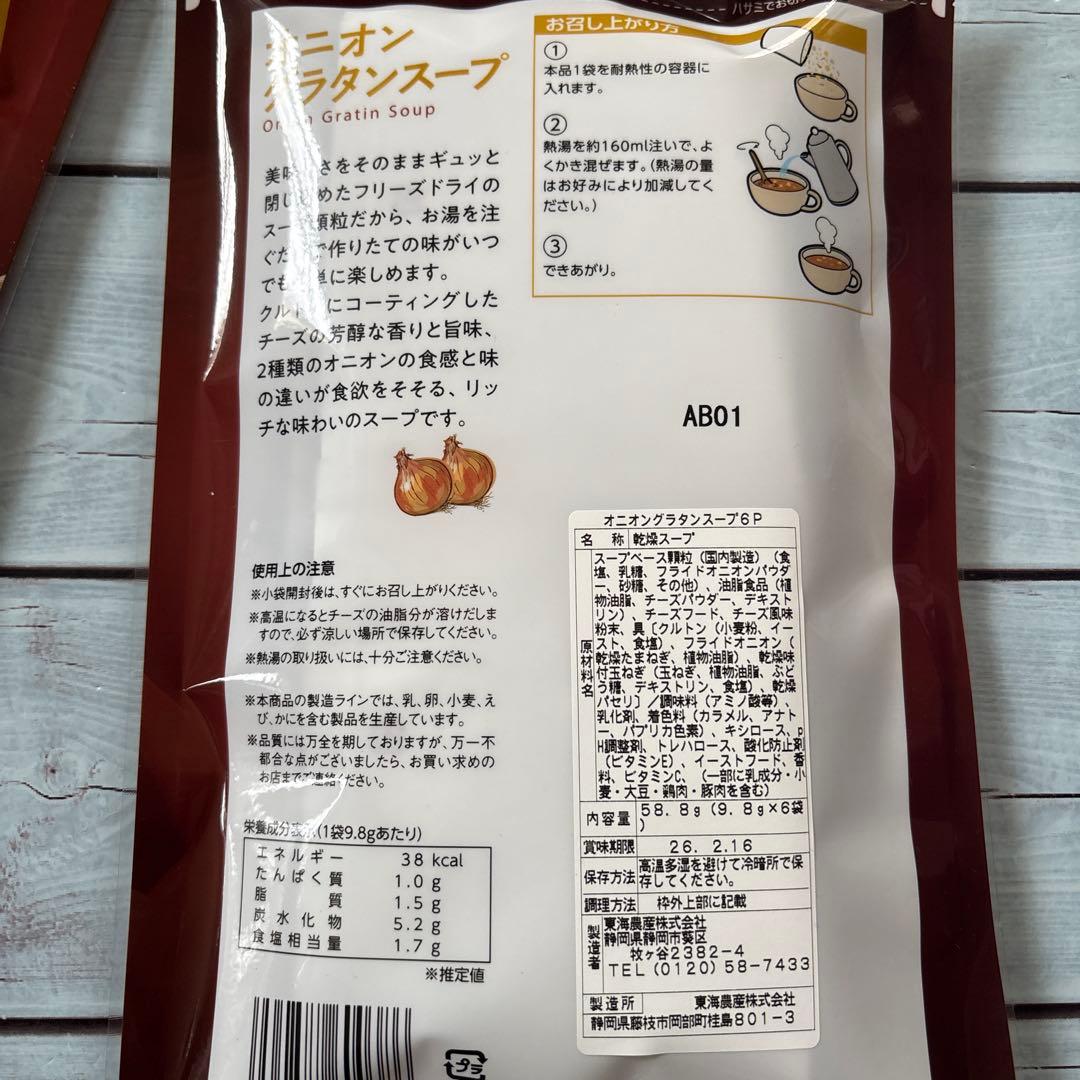 オニオン
グラタンスープ
Onion Gratin Soup
美味しさをそのままギュッと
閉じ込めたフリーズドライの
スープ顆粒だから、お湯を注
ぐだけで作りたての味がいつ
でも簡単に楽しめます。
クルトンにコーティングした
チーズの芳醇な香りと旨味、
2種類のオニオンの食感と味
の違いが食欲をそそる、リッ
チな味わいのスープです。
使用上の注意
※小袋開封後は、すぐにお召し上がりください。
※高温になるとチーズの油脂分が溶けだしま
すので、必ず涼しい場所で保存してください。
※熱湯の取り扱いには、十分ご注意ください。
※本商品の製造ラインでは、乳、卵、小麦、え
び、かにを含む製品を生産しています。
※品質には万全を期しておりますが、万一不
都合な点がございましたら、お買い求めの
お店までご連絡ください。
栄養成分表示(1袋9.8gあたり)
エネルギー 38 kcal
たんぱく質 1.0 g
脂質 1.5 g
炭水化物 5.2 g
食塩相当量 1.7 g
※推定値
プラ
お召し上がり方
①
本品1袋を耐熱性の容器に
入れます。
②
熱湯を約160ml注いで、よ
くかき混ぜます。(熱湯の量
はお好みにより加減してく
ださい。)
③
できあがり。
AB01
オニオングラタンスープ6P
名称 乾燥スープ
原材料名
スープベース顆粒(国内製造)(食
塩、乳糖、フライドオニオンパウダ
ー、砂糖、その他)、油脂食品(植
物油脂、チーズパウダー、デキスト
リン)、チーズフード、チーズ風味
粉末、具[クルトン(小麦粉、イー
スト、食塩)、フライドオニオン(
乾燥たまねぎ、植物油脂)、乾燥味
付玉ねぎ(玉ねぎ、植物油脂、ぶど
う糖、デキストリン、食塩)、乾燥
パセリ]/調味料(アミノ酸等)、
乳化剤、着色料(カラメル、アナト
ー、パプリカ色素)、キシロース、p
H調整剤、トレハロース、酸化防止剤
(ビタミンE)、イーストフード、香
料、ビタミンC、(一部に乳成分・小
麦・大豆・鶏肉・豚肉を含む)
内容量 58.8g(9.8g×6袋
)
賞味期限 26.2.16
保存方法 高温多湿を避けて冷暗所で保
存してください。
調理方法 枠外上部に記載
製造者
東海農産株式会社
静岡県静岡市葵区
牧ヶ谷2382-4
TEL(0120)58-7433
製造所 東海農産株式会社
静岡県藤枝市岡部町桂島801-3